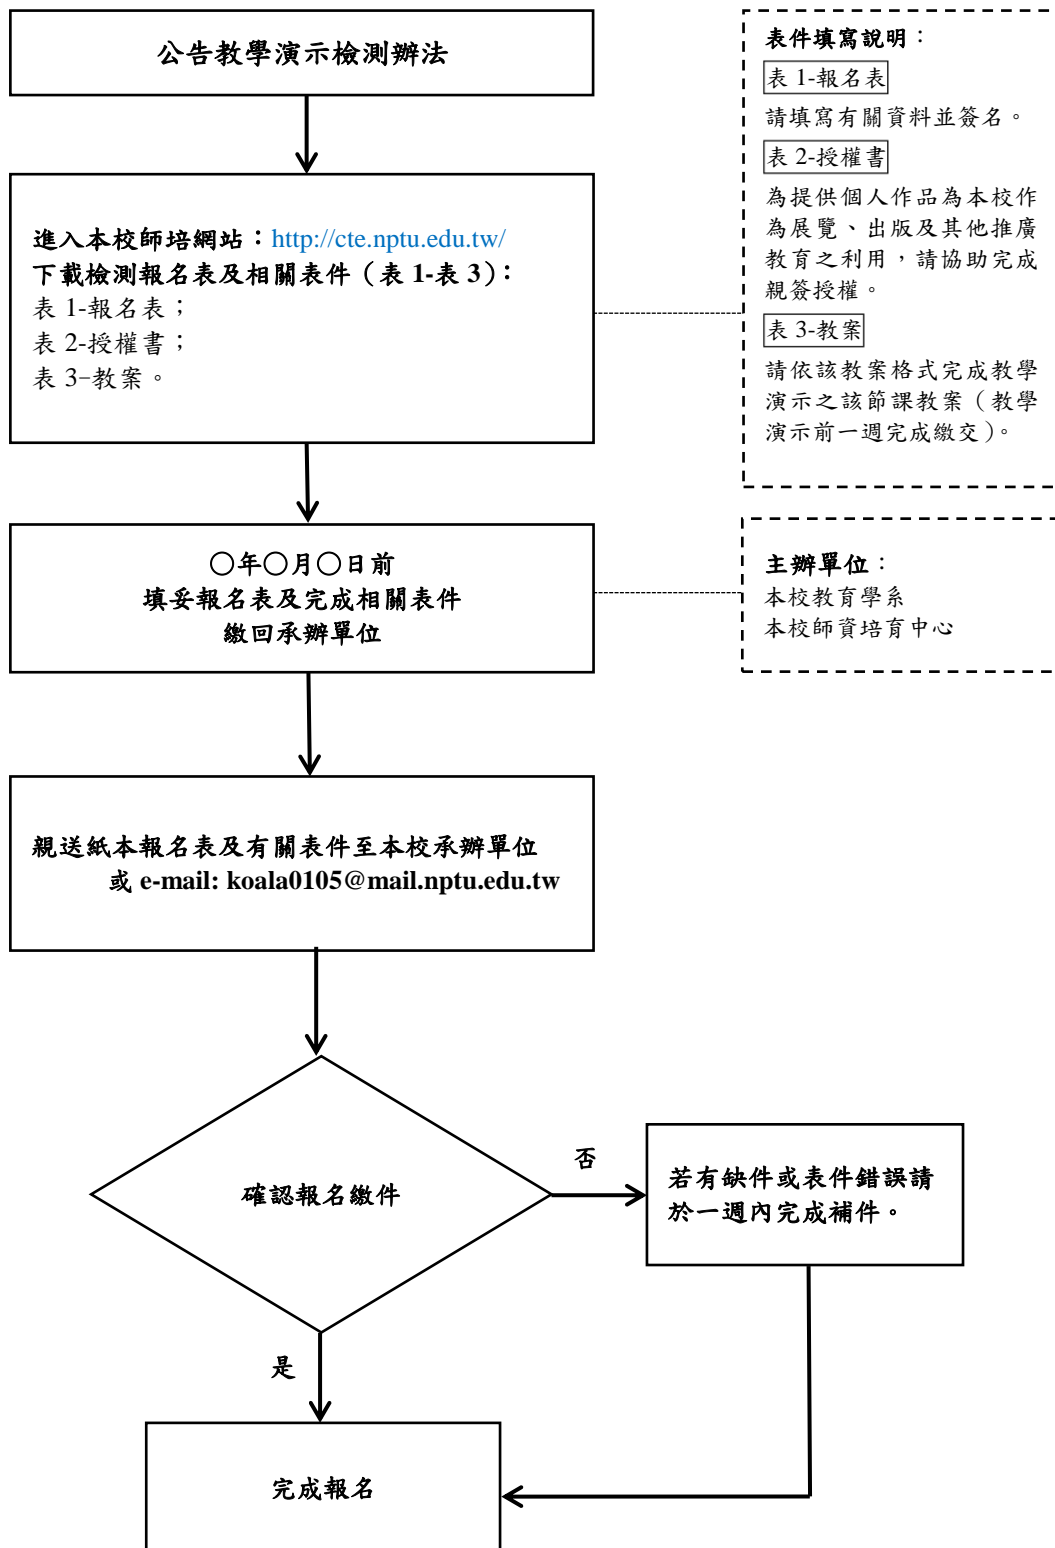 公告教學演示檢測辦法
表件填寫說明：
表 1-報名表
請填寫有關資料並簽名。
表 2-授權書
為提供個人作品為本校作
為展覽、出版及其他推廣
教育之利用，請協助完成
親簽授權。
表 3-教案
請依該教案格式完成教學
演示之該節課教案（教學
演示前一週完成繳交）。
進入本校師培網站：http://cte.nptu.edu.tw/
下載檢測報名表及相關表件（表 1-表 3）：
表 1-報名表；
表 2-授權書；
表 3-教案。
○年○月○日前
填妥報名表及完成相關表件
繳回承辦單位
主辦單位：
本校教育學系
本校師資培育中心
親送紙本報名表及有關表件至本校承辦單位
或 e-mail: koala0105@mail.nptu.edu.tw
確認報名繳件
否
若有缺件或表件錯誤請
於一週內完成補件。
是
完成報名